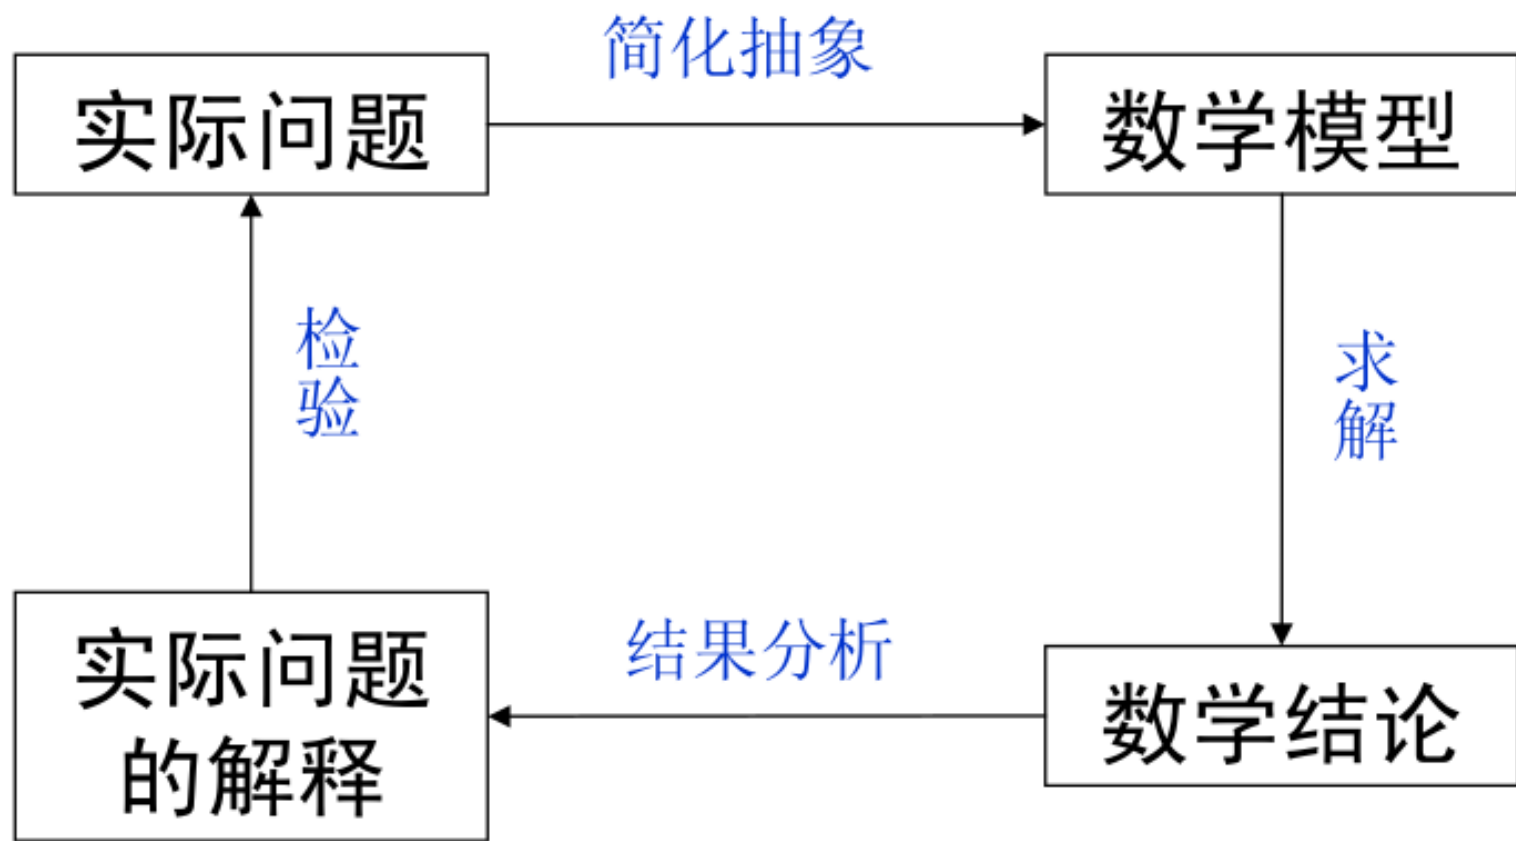 简化抽象
实际问题
数学模型
检
验
求
解
实际问题
的解释
结果分析
数学结论